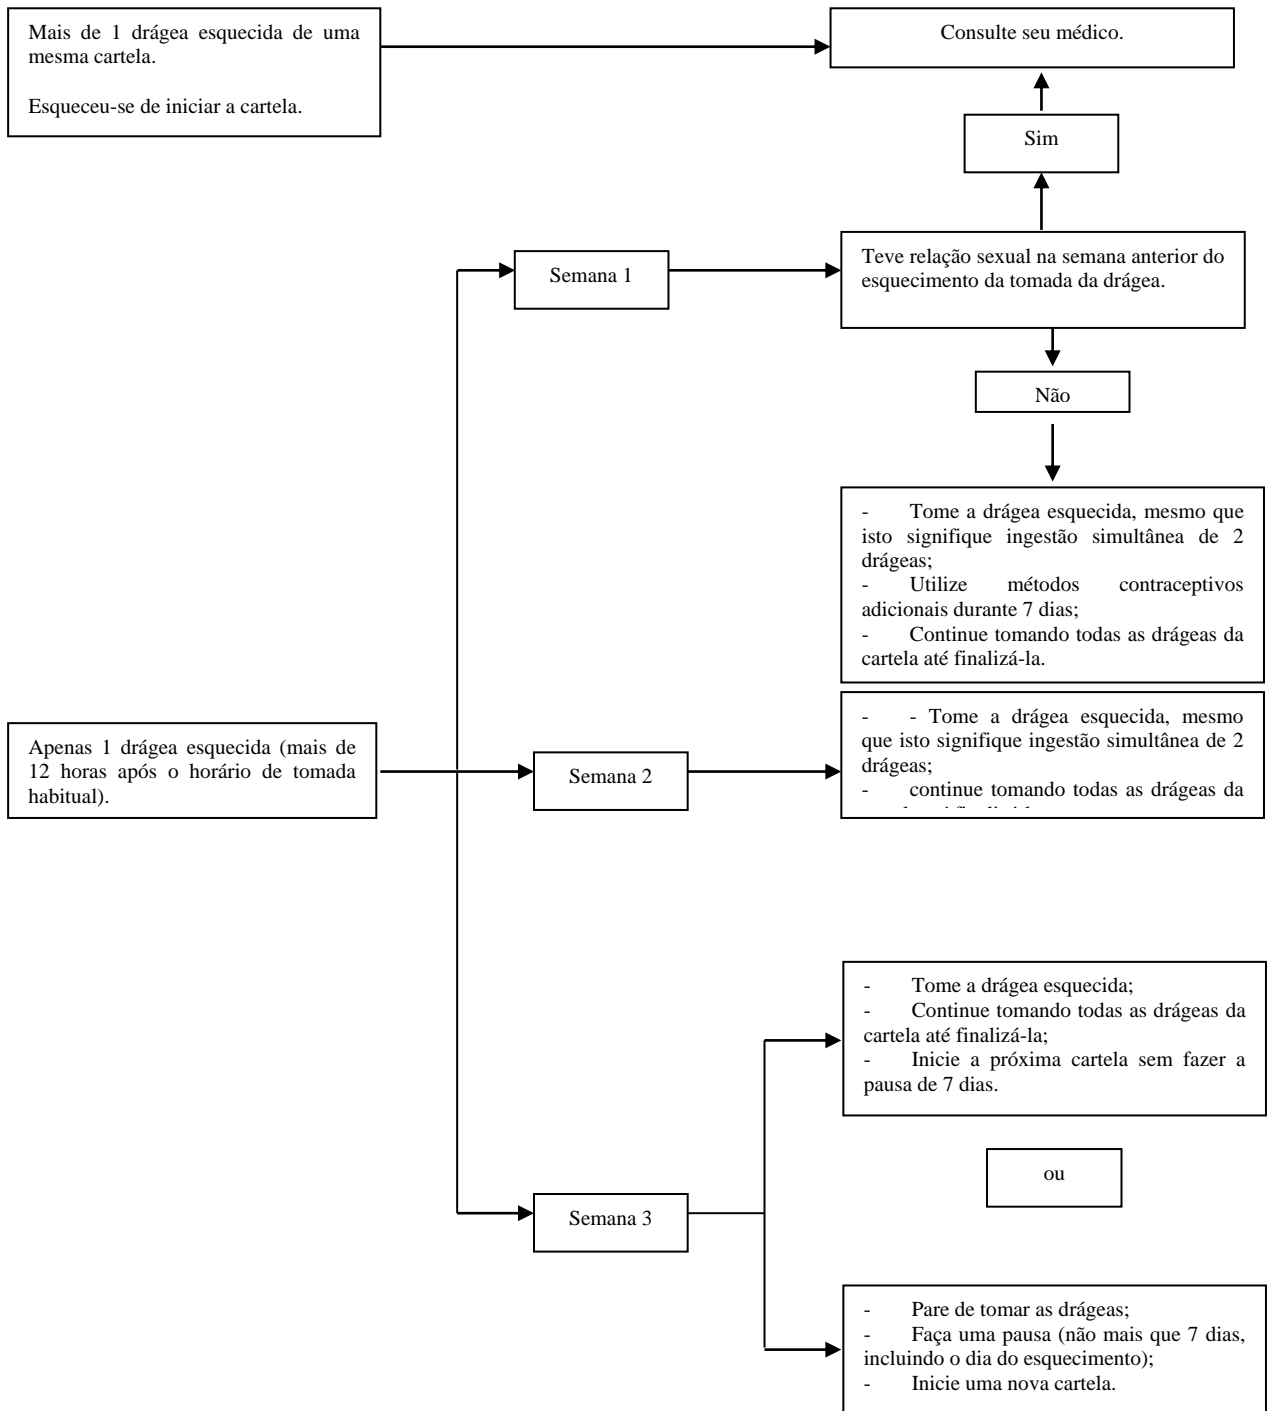 Mais de 1 drágea esquecida de uma
mesma cartela.
Esqueceu-se de iniciar a cartela.
Consulte seu médico.
Sim
Semana 1
Teve relação sexual na semana anterior do
esquecimento da tomada da drágea.
Não
- Tome a drágea esquecida, mesmo que
isto signifique ingestão simultânea de 2
drágeas;
- Utilize métodos contraceptivos
adicionais durante 7 dias;
- Continue tomando todas as drágeas da
cartela até finalizá-la.
Apenas 1 drágea esquecida (mais de
12 horas após o horário de tomada
habitual).
Semana 2
- - Tome a drágea esquecida, mesmo
que isto signifique ingestão simultânea de 2
drágeas;
- continue tomando todas as drágeas da
- Tome a drágea esquecida;
- Continue tomando todas as drágeas da
cartela até finalizá-la;
- Inicie a próxima cartela sem fazer a
pausa de 7 dias.
ou
Semana 3
- Pare de tomar as drágeas;
- Faça uma pausa (não mais que 7 dias,
incluindo o dia do esquecimento);
- Inicie uma nova cartela.